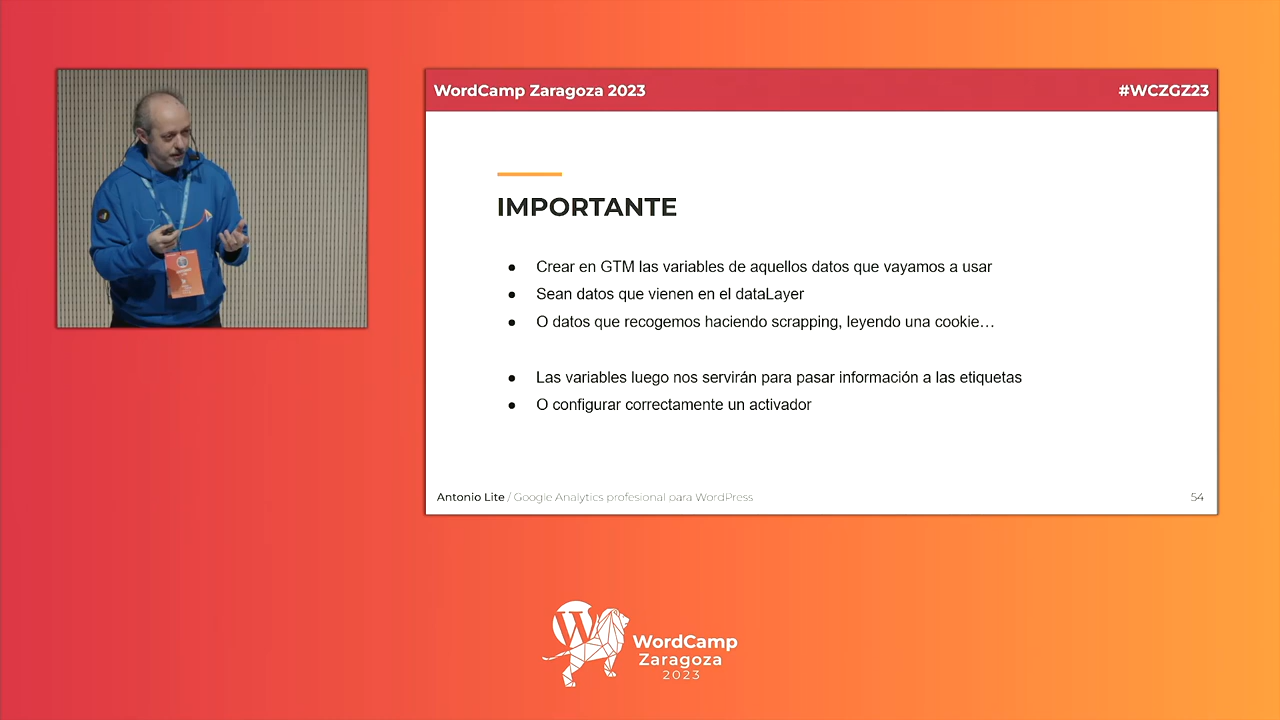 WordCamp Zaragoza 2023
#WCZGZ23
IMPORTANTE
● Crear en GTM las variables de aquellos datos que vayamos a usar
● Sean datos que vienen en el dataLayer
● O datos que recogemos haciendo scrapping, leyendo una cookie…
● Las variables luego nos servirán para pasar información a las etiquetas
● O configurar correctamente un activador
Antonio Lite / Google Analytics profesional para WordPress
54
WordCamp
Zaragoza
2023